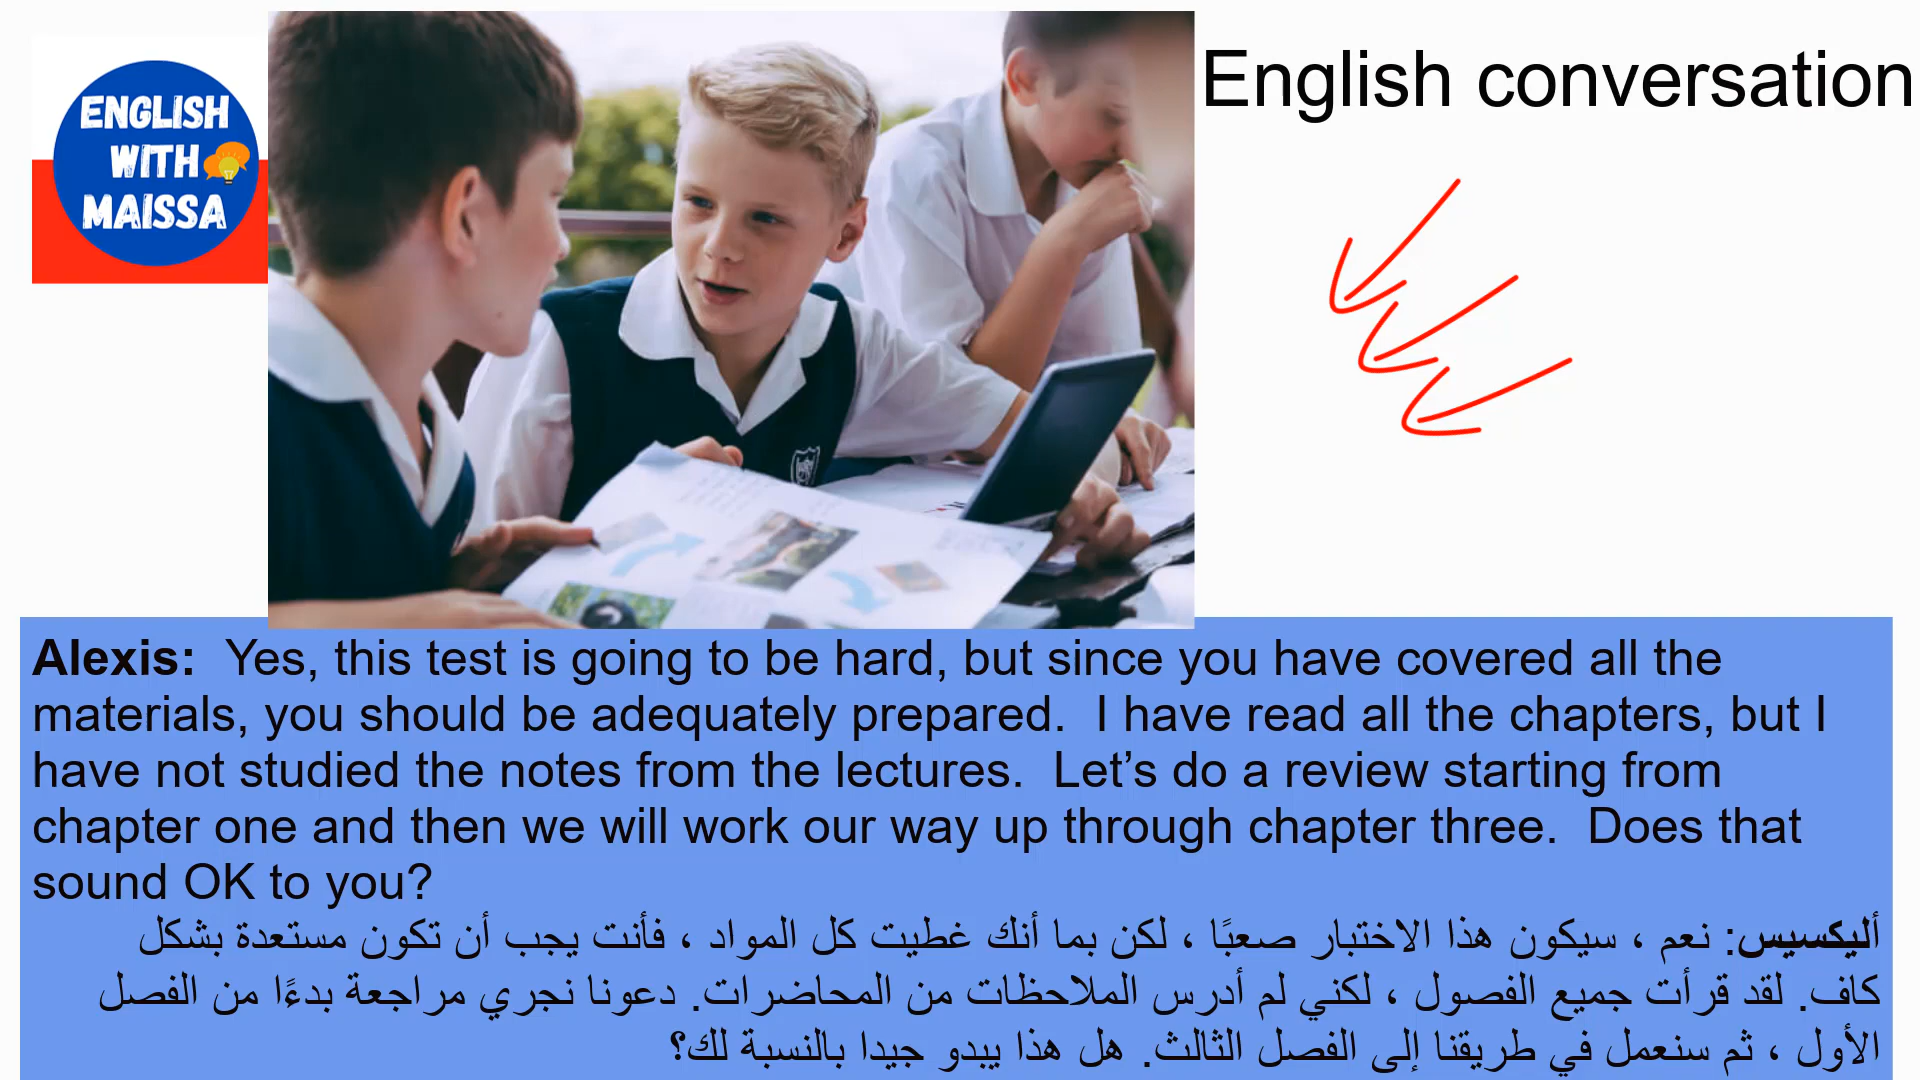 ENGLISH
WITH
MAISSA
English conversation
Alexis:  Yes, this test is going to be hard, but since you have covered all the
materials, you should be adequately prepared.  I have read all the chapters, but I
have not studied the notes from the lectures.  Let’s do a review starting from
chapter one and then we will work our way up through chapter three.  Does that
sound OK to you?
أليكسيس: نعم ، سيكون هذا الاختبار صعبًا ، لكن بما أنك غطيت كل المواد ، فأنت يجب أن تكون مستعدة بشكل
كاف. لقد قرأت جميع الفصول ، لكني لم أدرس الملاحظات من المحاضرات. دعونا نجري مراجعة بدءًا من الفصل
الأول ، ثم سنعمل في طريقنا إلى الفصل الثالث. هل هذا يبدو جيدا بالنسبة لك؟